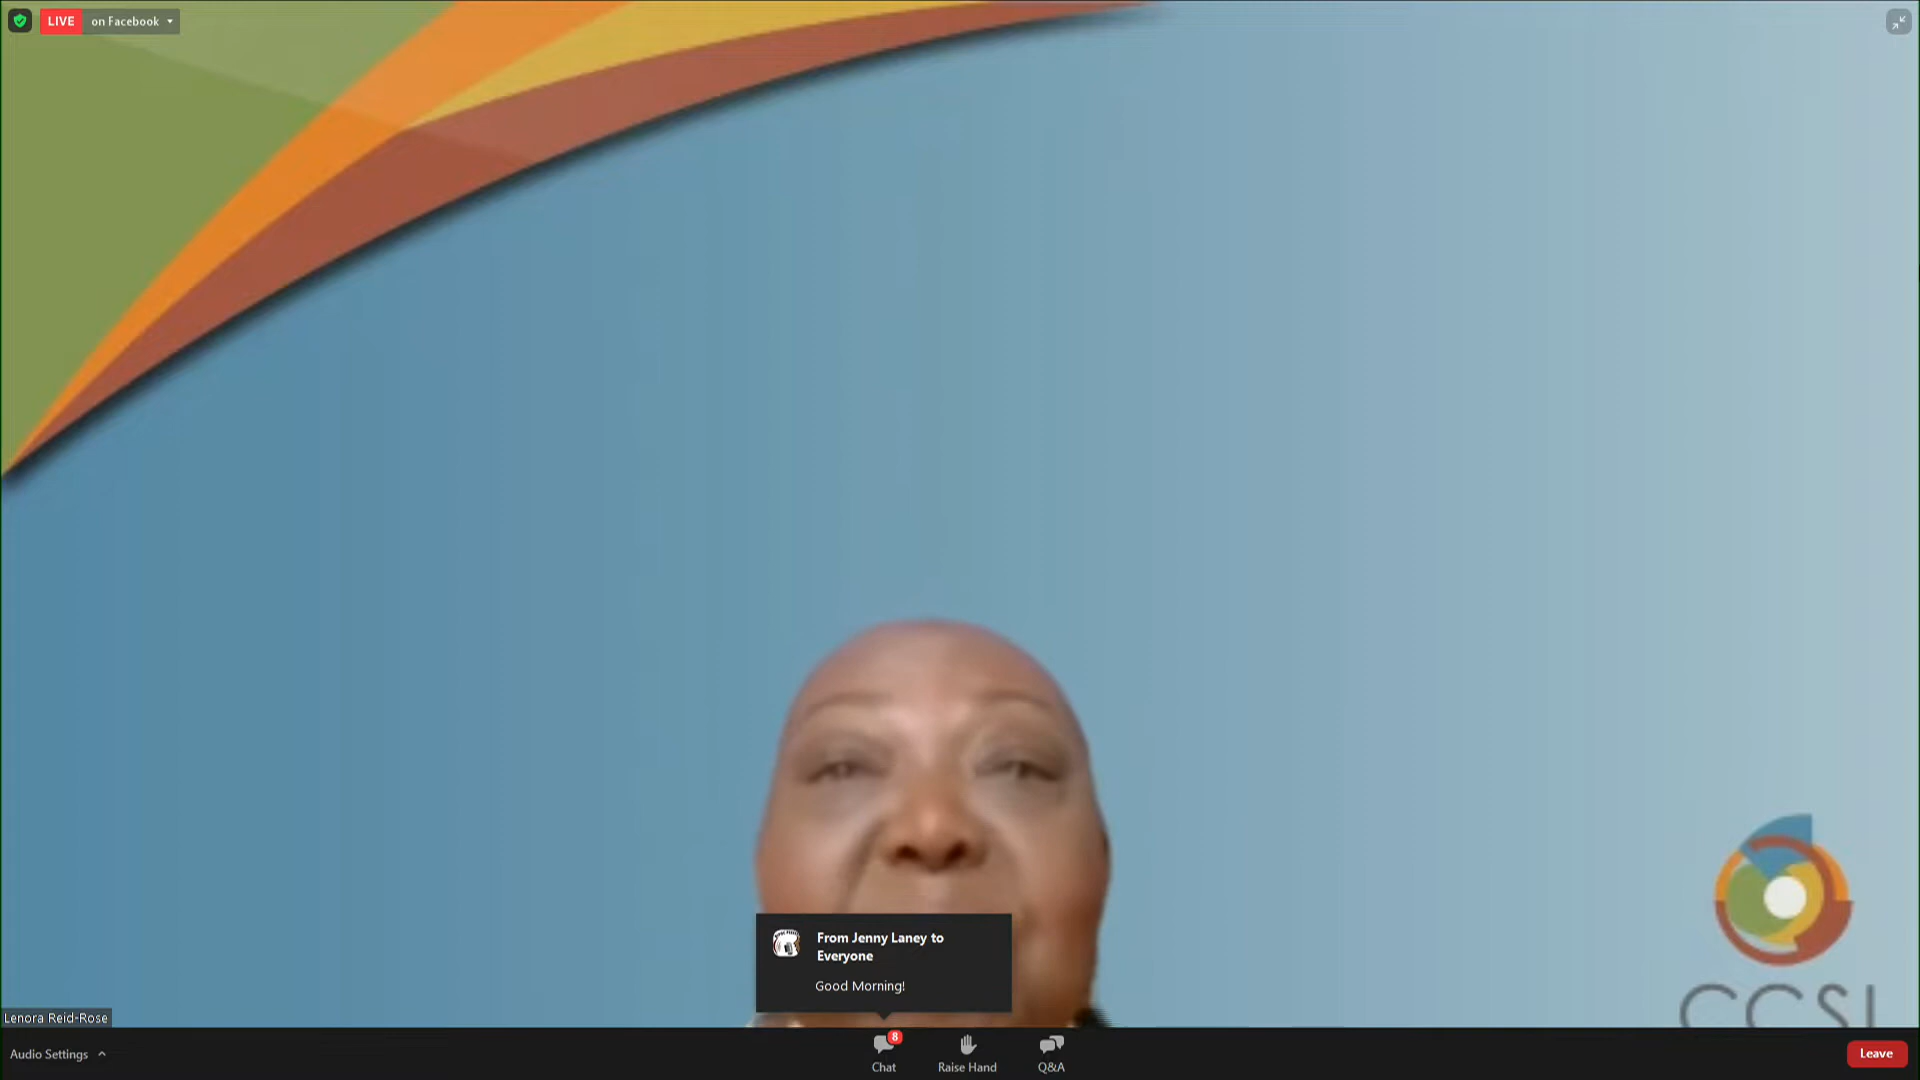 LIVE on Facebook
From Jenny Laney to
Everyone
Good Morning!
CCSI
Lenora Reid-Rose
Audio Settings
8
Chat
Raise Hand
Q&A
Leave